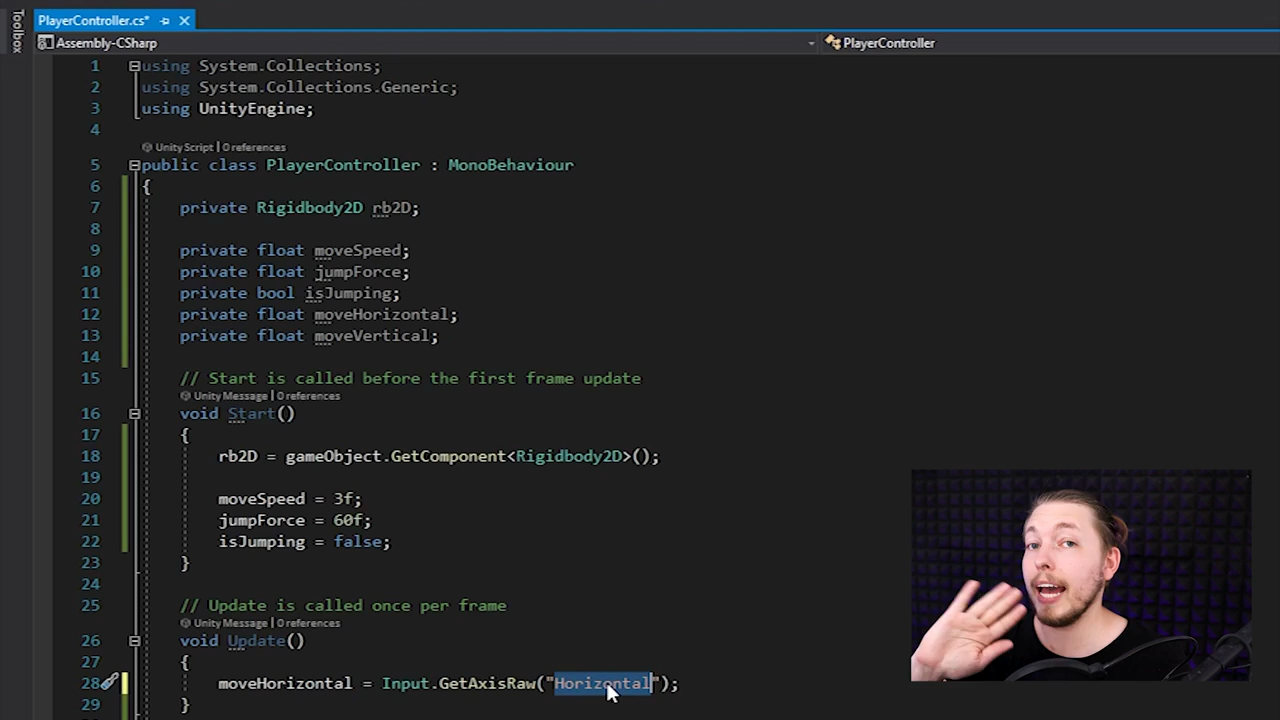 Toolbox
PlayerController.cs*
Assembly-CSharp
PlayerController
1 using System.Collections;
2 using System.Collections.Generic;
3 using UnityEngine;
4
Unity Script | 0 references
5 public class PlayerController : MonoBehaviour
6 {
7 private Rigidbody2D rb2D;
8
9 private float moveSpeed;
10 private float jumpForce;
11 private bool isJumping;
12 private float moveHorizontal;
13 private float moveVertical;
14
15 // Start is called before the first frame update
Unity Message | 0 references
16 void Start()
17 {
18 rb2D = gameObject.GetComponent<Rigidbody2D>();
19
20 moveSpeed = 3f;
21 jumpForce = 60f;
22 isJumping = false;
23 }
24
25 // Update is called once per frame
Unity Message | 0 references
26 void Update()
27 {
28 moveHorizontal = Input.GetAxisRaw("Horizontal");
29 }